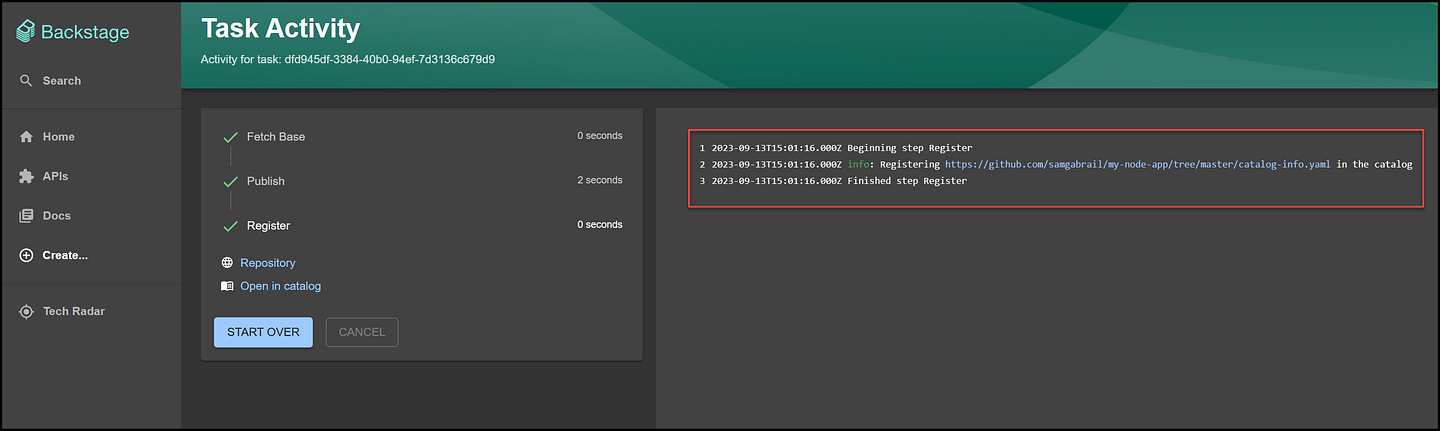 Backstage
Search
Home
APIs
Docs
Create...
Tech Radar
Task Activity
Activity for task: dfd945df-3384-40b0-94ef-7d3136c679d9
Fetch Base 0 seconds
Publish 2 seconds
Register 0 seconds
Repository
Open in catalog
START OVER CANCEL
1 2023-09-13T15:01:16.000Z Beginning step Register
2 2023-09-13T15:01:16.000Z info: Registering https://github.com/samgabrail/my-node-app/tree/master/catalog-info.yaml in the catalog
3 2023-09-13T15:01:16.000Z Finished step Register